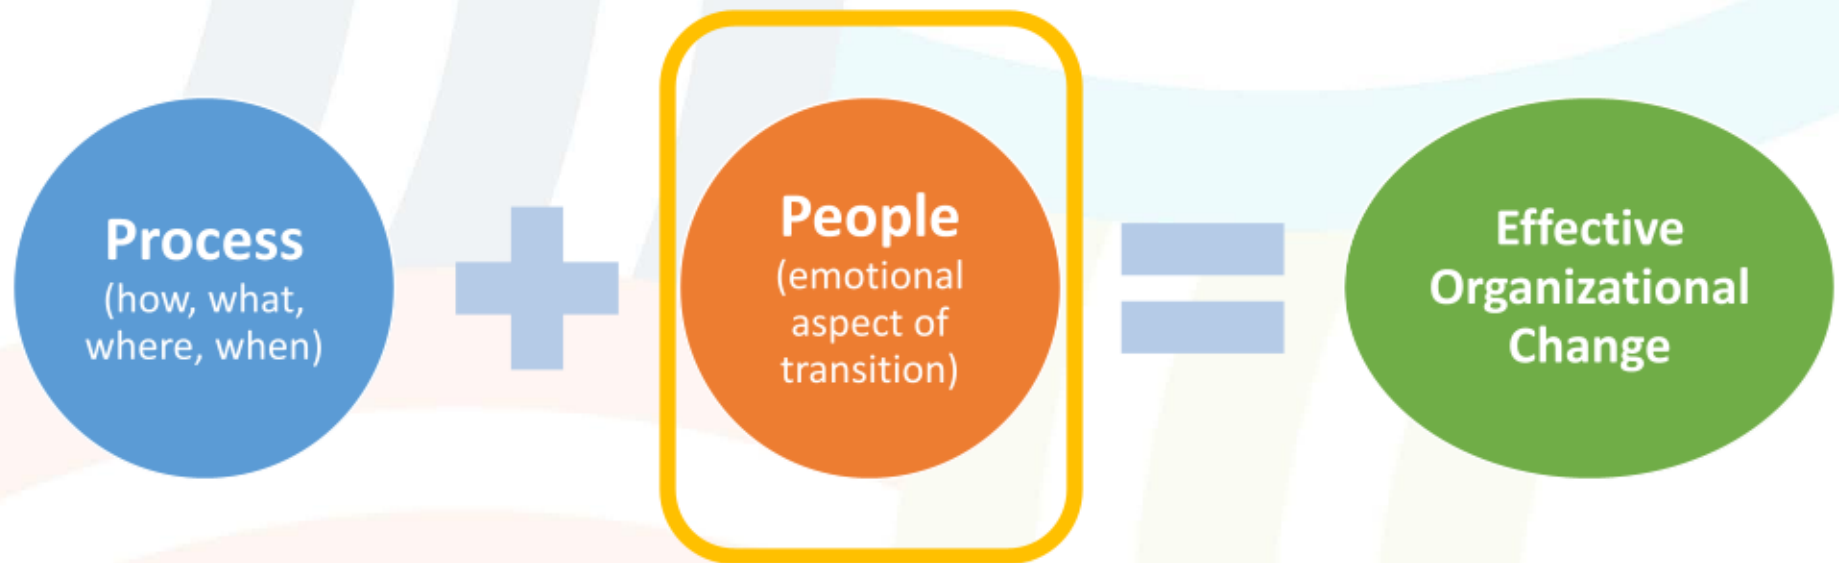 Process
(how, what,
where, when)
People
(emotional
aspect of
transition)
Effective
Organizational
Change